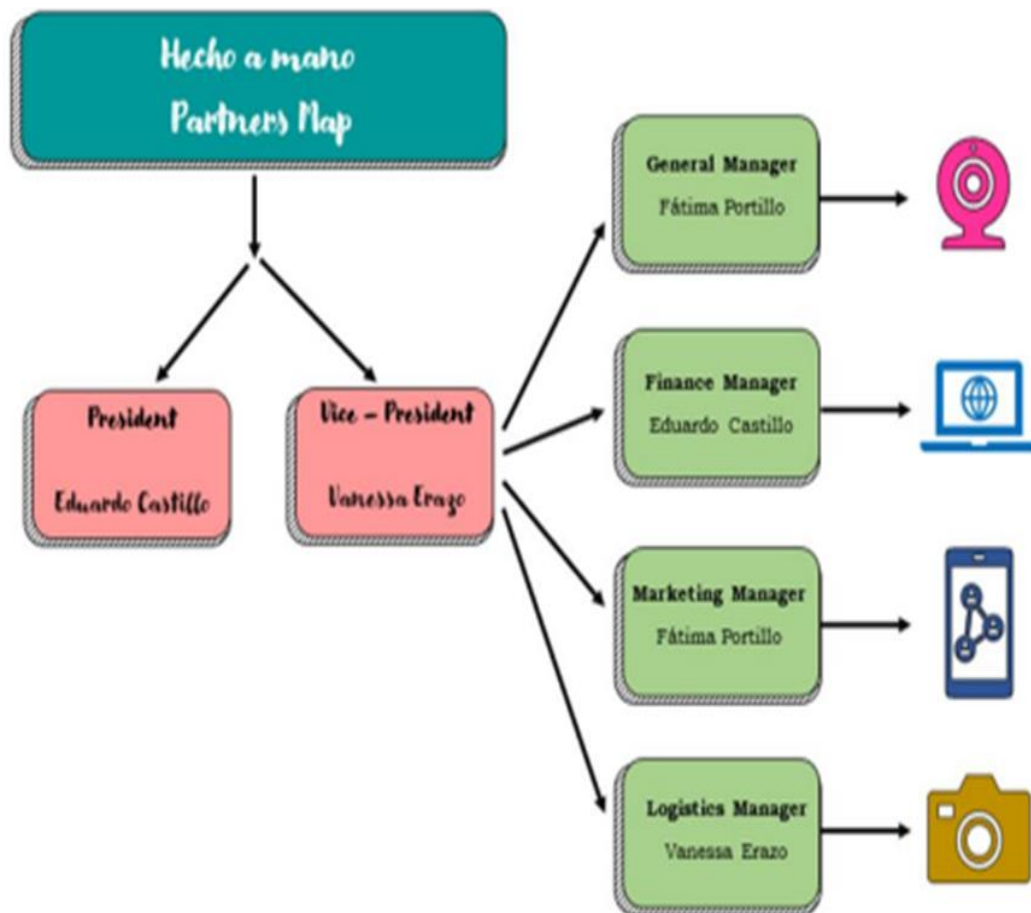 Hecho a mano
Partners Map
President
Eduardo Castillo
Vice – President
Vanessa Erazo
General Manager
Fátima Portillo
Finance Manager
Eduardo Castillo
Marketing Manager
Fátima Portillo
Logistics Manager
Vanessa Erazo